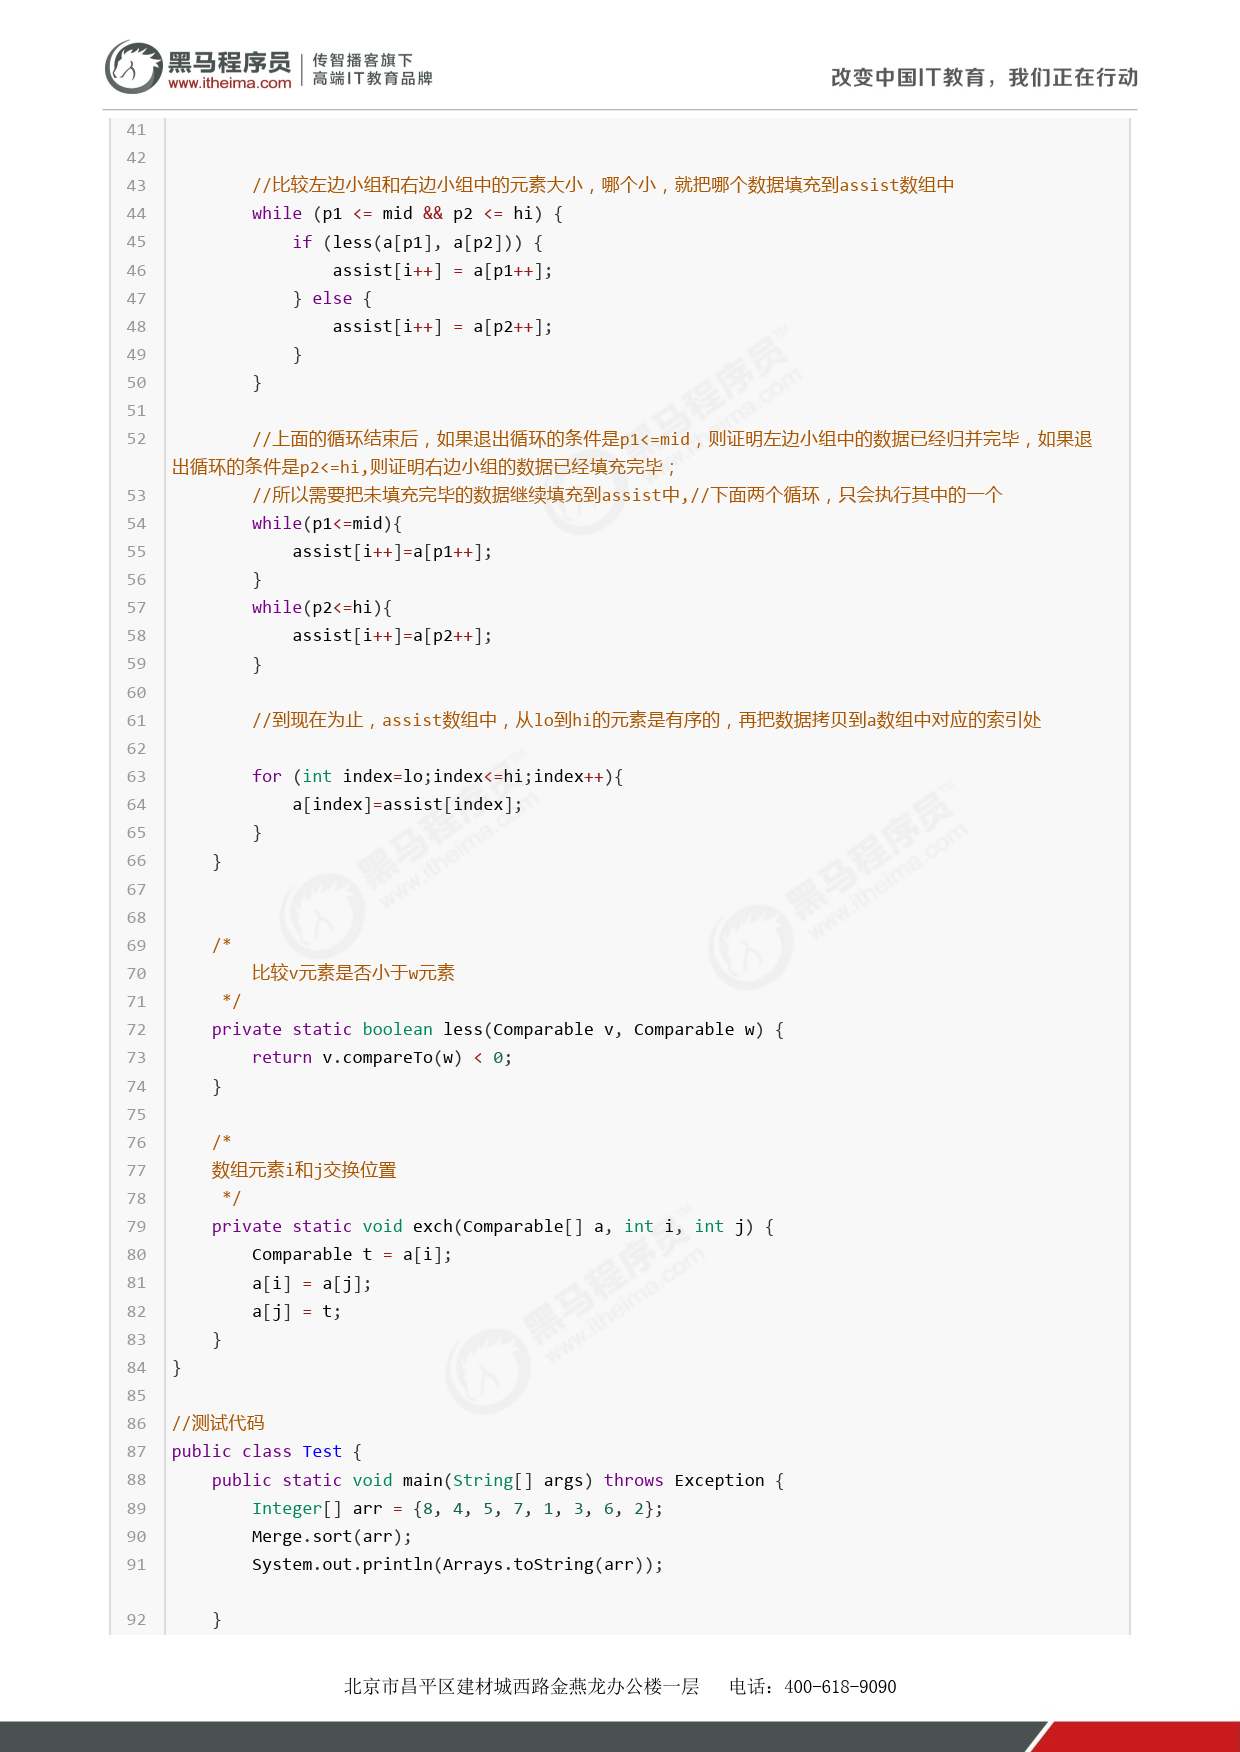 黑马程序员 传智播客旗下
www.itheima.com 高端IT教育品牌
改变中国IT教育，我们正在行动
41
42
43 //比较左边小组和右边小组中的元素大小，哪个小，就把哪个数据填充到assist数组中
44 while (p1 <= mid && p2 <= hi) {
45 if (less(a[p1], a[p2])) {
46 assist[i++] = a[p1++];
47 } else {
48 assist[i++] = a[p2++];
49 }
50 }
51
52 //上面的循环结束后，如果退出循环的条件是p1<=mid，则证明左边小组中的数据已经归并完毕，如果退
出循环的条件是p2<=hi,则证明右边小组的数据已经填充完毕；
53 //所以需要把未填充完毕的数据继续填充到assist中,//下面两个循环，只会执行其中的一个
54 while(p1<=mid){
55 assist[i++]=a[p1++];
56 }
57 while(p2<=hi){
58 assist[i++]=a[p2++];
59 }
60
61 //到现在为止，assist数组中，从lo到hi的元素是有序的，再把数据拷贝到a数组中对应的索引处
62
63 for (int index=lo;index<=hi;index++){
64 a[index]=assist[index];
65 }
66 }
67
68
69 /*
70 比较v元素是否小于w元素
71 */
72 private static boolean less(Comparable v, Comparable w) {
73 return v.compareTo(w) < 0;
74 }
75
76 /*
77 数组元素i和j交换位置
78 */
79 private static void exch(Comparable[] a, int i, int j) {
80 Comparable t = a[i];
81 a[i] = a[j];
82 a[j] = t;
83 }
84 }
85
86 //测试代码
87 public class Test {
88 public static void main(String[] args) throws Exception {
89 Integer[] arr = {8, 4, 5, 7, 1, 3, 6, 2};
90 Merge.sort(arr);
91 System.out.println(Arrays.toString(arr));
92 }
北京市昌平区建材城西路金燕龙办公楼一层 电话：400-618-9090